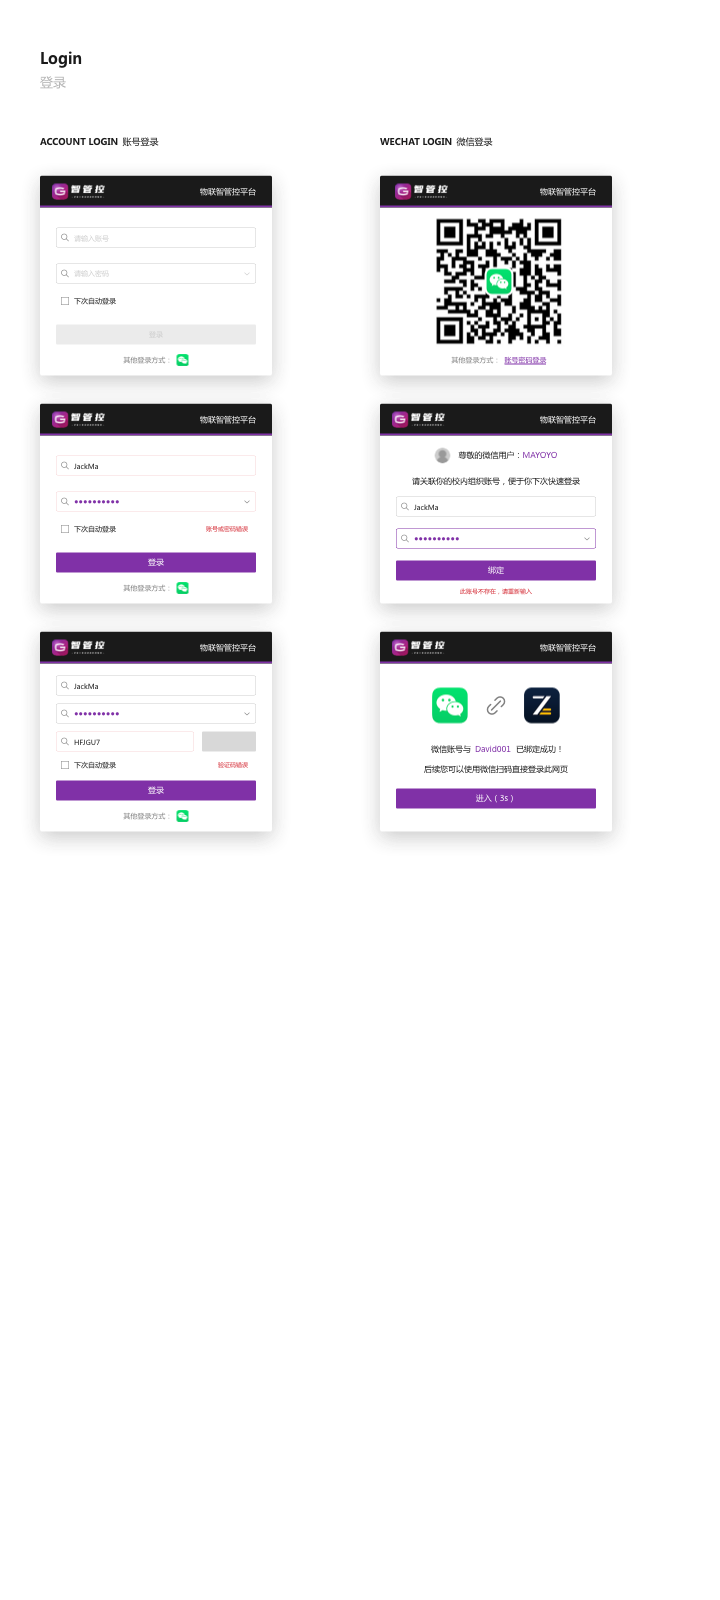 Login
登录
ACCOUNT LOGIN 账号登录
智管控
物联智管控平台
请输入账号
请输入密码
下次自动登录
登录
其他登录方式：
智管控
物联智管控平台
JackMa
下次自动登录
账号或密码错误
登录
其他登录方式：
智管控
物联智管控平台
JackMa
HFJGU7
下次自动登录
验证码错误
登录
其他登录方式：
WECHAT LOGIN 微信登录
智管控
物联智管控平台
其他登录方式： 账号密码登录
智管控
物联智管控平台
尊敬的微信用户：MAYOYO
请关联你的校内组织账号，便于你下次快速登录
JackMa
绑定
此账号不存在，请重新输入
智管控
物联智管控平台
微信账号与 David001 已绑定成功！
后续您可以使用微信扫码直接登录此网页
进入（3s）